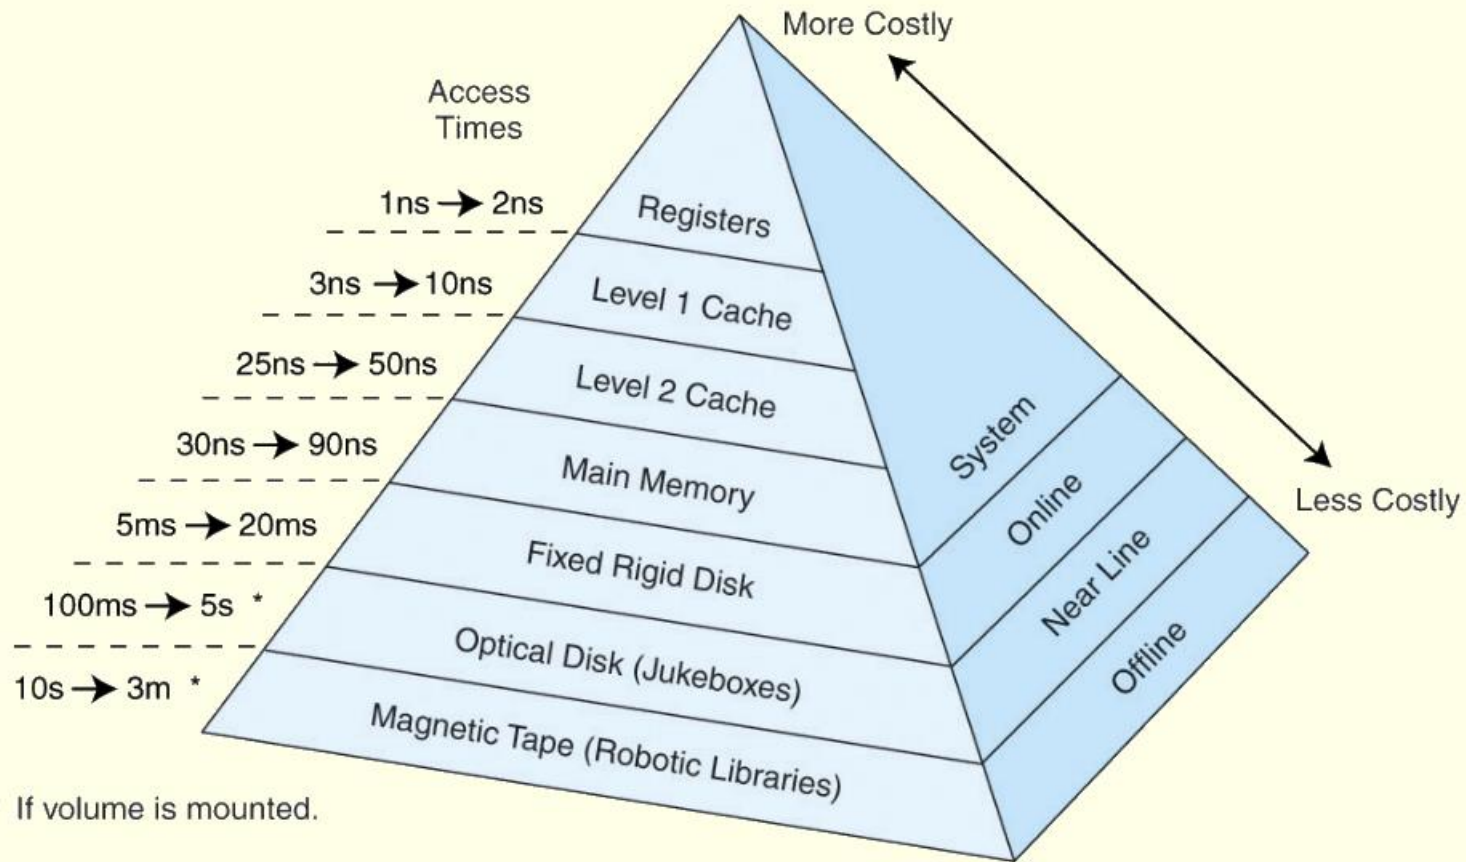 More Costly
Access
Times
1ns → 2ns
Registers
3ns → 10ns
Level 1 Cache
25ns → 50ns
Level 2 Cache
30ns → 90ns
Main Memory
System
5ms → 20ms
Fixed Rigid Disk
Online
Less Costly
100ms → 5s *
Optical Disk (Jukeboxes)
Near Line
10s → 3m *
Magnetic Tape (Robotic Libraries)
Offline
If volume is mounted.